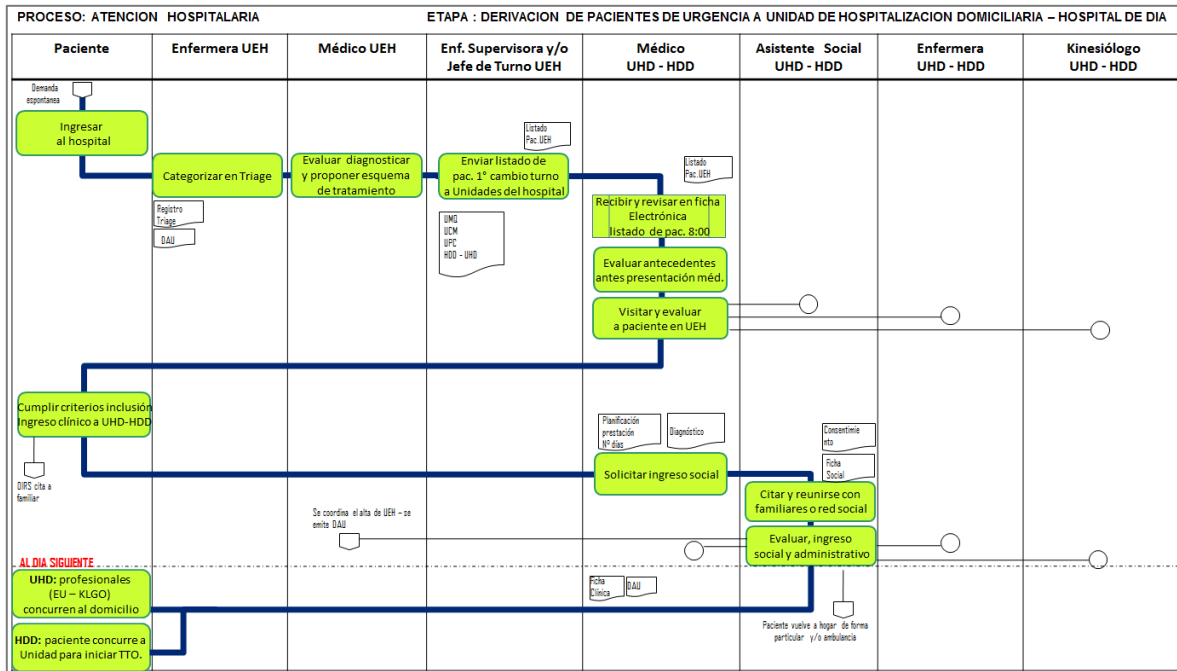 PROCESO: ATENCION HOSPITALARIA
ETAPA : DERIVACION DE PACIENTES DE URGENCIA A UNIDAD DE HOSPITALIZACION DOMICILIARIA – HOSPITAL DE DIA
Paciente
Enfermera UEH
Médico UEH
Enf. Supervisora y/o
Jefe de Turno UEH
Médico
UHD - HDD
Asistente Social
UHD - HDD
Enfermera
UHD - HDD
Kinesiólogo
UHD - HDD
Demanda
espontanea
Ingresar
al hospital
Categorizar en Triage
Registro
Triage
DAU
Evaluar diagnosticar
y proponer esquema
de tratamiento
Listado
Pac.UEH
Enviar listado de
pac. 1° cambio turno
a Unidades del hospital
UMQ
UCM
UPC
HDD - UHD
Listado
Pac.UEH
Recibir y revisar en ficha
Electrónica
listado de pac. 8:00
Evaluar antecedentes
antes presentación méd.
Visitar y evaluar
a paciente en UEH
Cumplir criterios inclusión
Ingreso clínico a UHD-HDD
OIRS cita a
familiar
Planificación
prestación
Nº días
Diagnóstico
Solicitar ingreso social
Consentimie
nto
Ficha
Social
Citar y reunirse con
familiares o red social
Se coordina el alta de UEH – se
emite DAU
Evaluar, ingreso
social y administrativo
AL DIA SIGUIENTE
UHD: profesionales
(EU – KLGO)
concurren al domicilio
Ficha
Clínica
DAU
Paciente vuelve a hogar de forma
particular y/o ambulancia
HDD: paciente concurre a
Unidad para iniciar TTO.